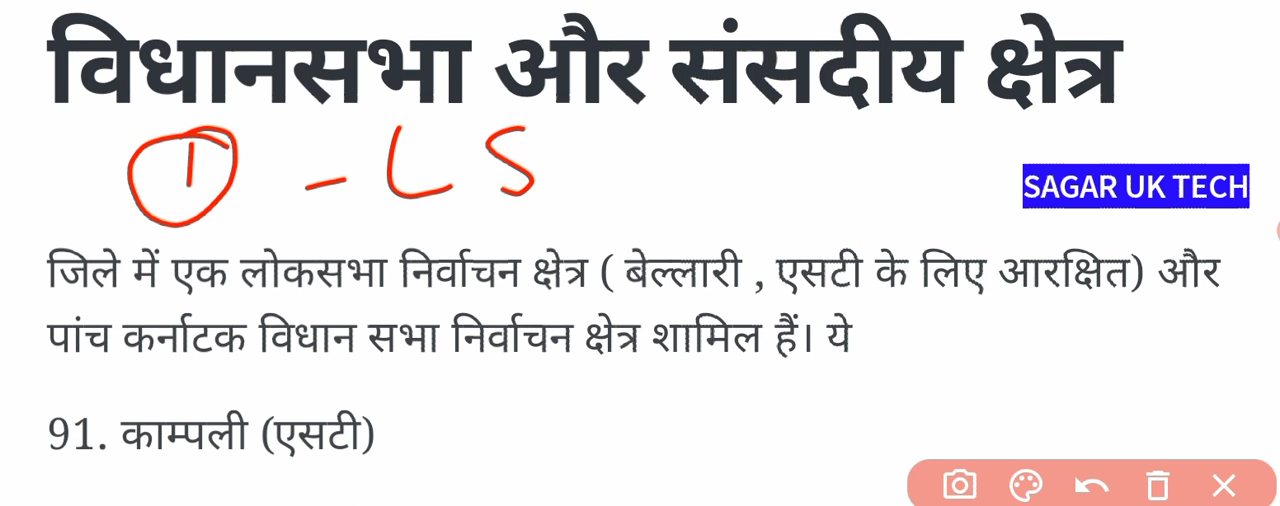 विधानसभा और संसदीय क्षेत्र
① - LS
SAGAR UK TECH
जिले में एक लोकसभा निर्वाचन क्षेत्र ( बेल्लारी , एसटी के लिए आरक्षित) और
पांच कर्नाटक विधान सभा निर्वाचन क्षेत्र शामिल हैं। ये
91. काम्पली (एसटी)